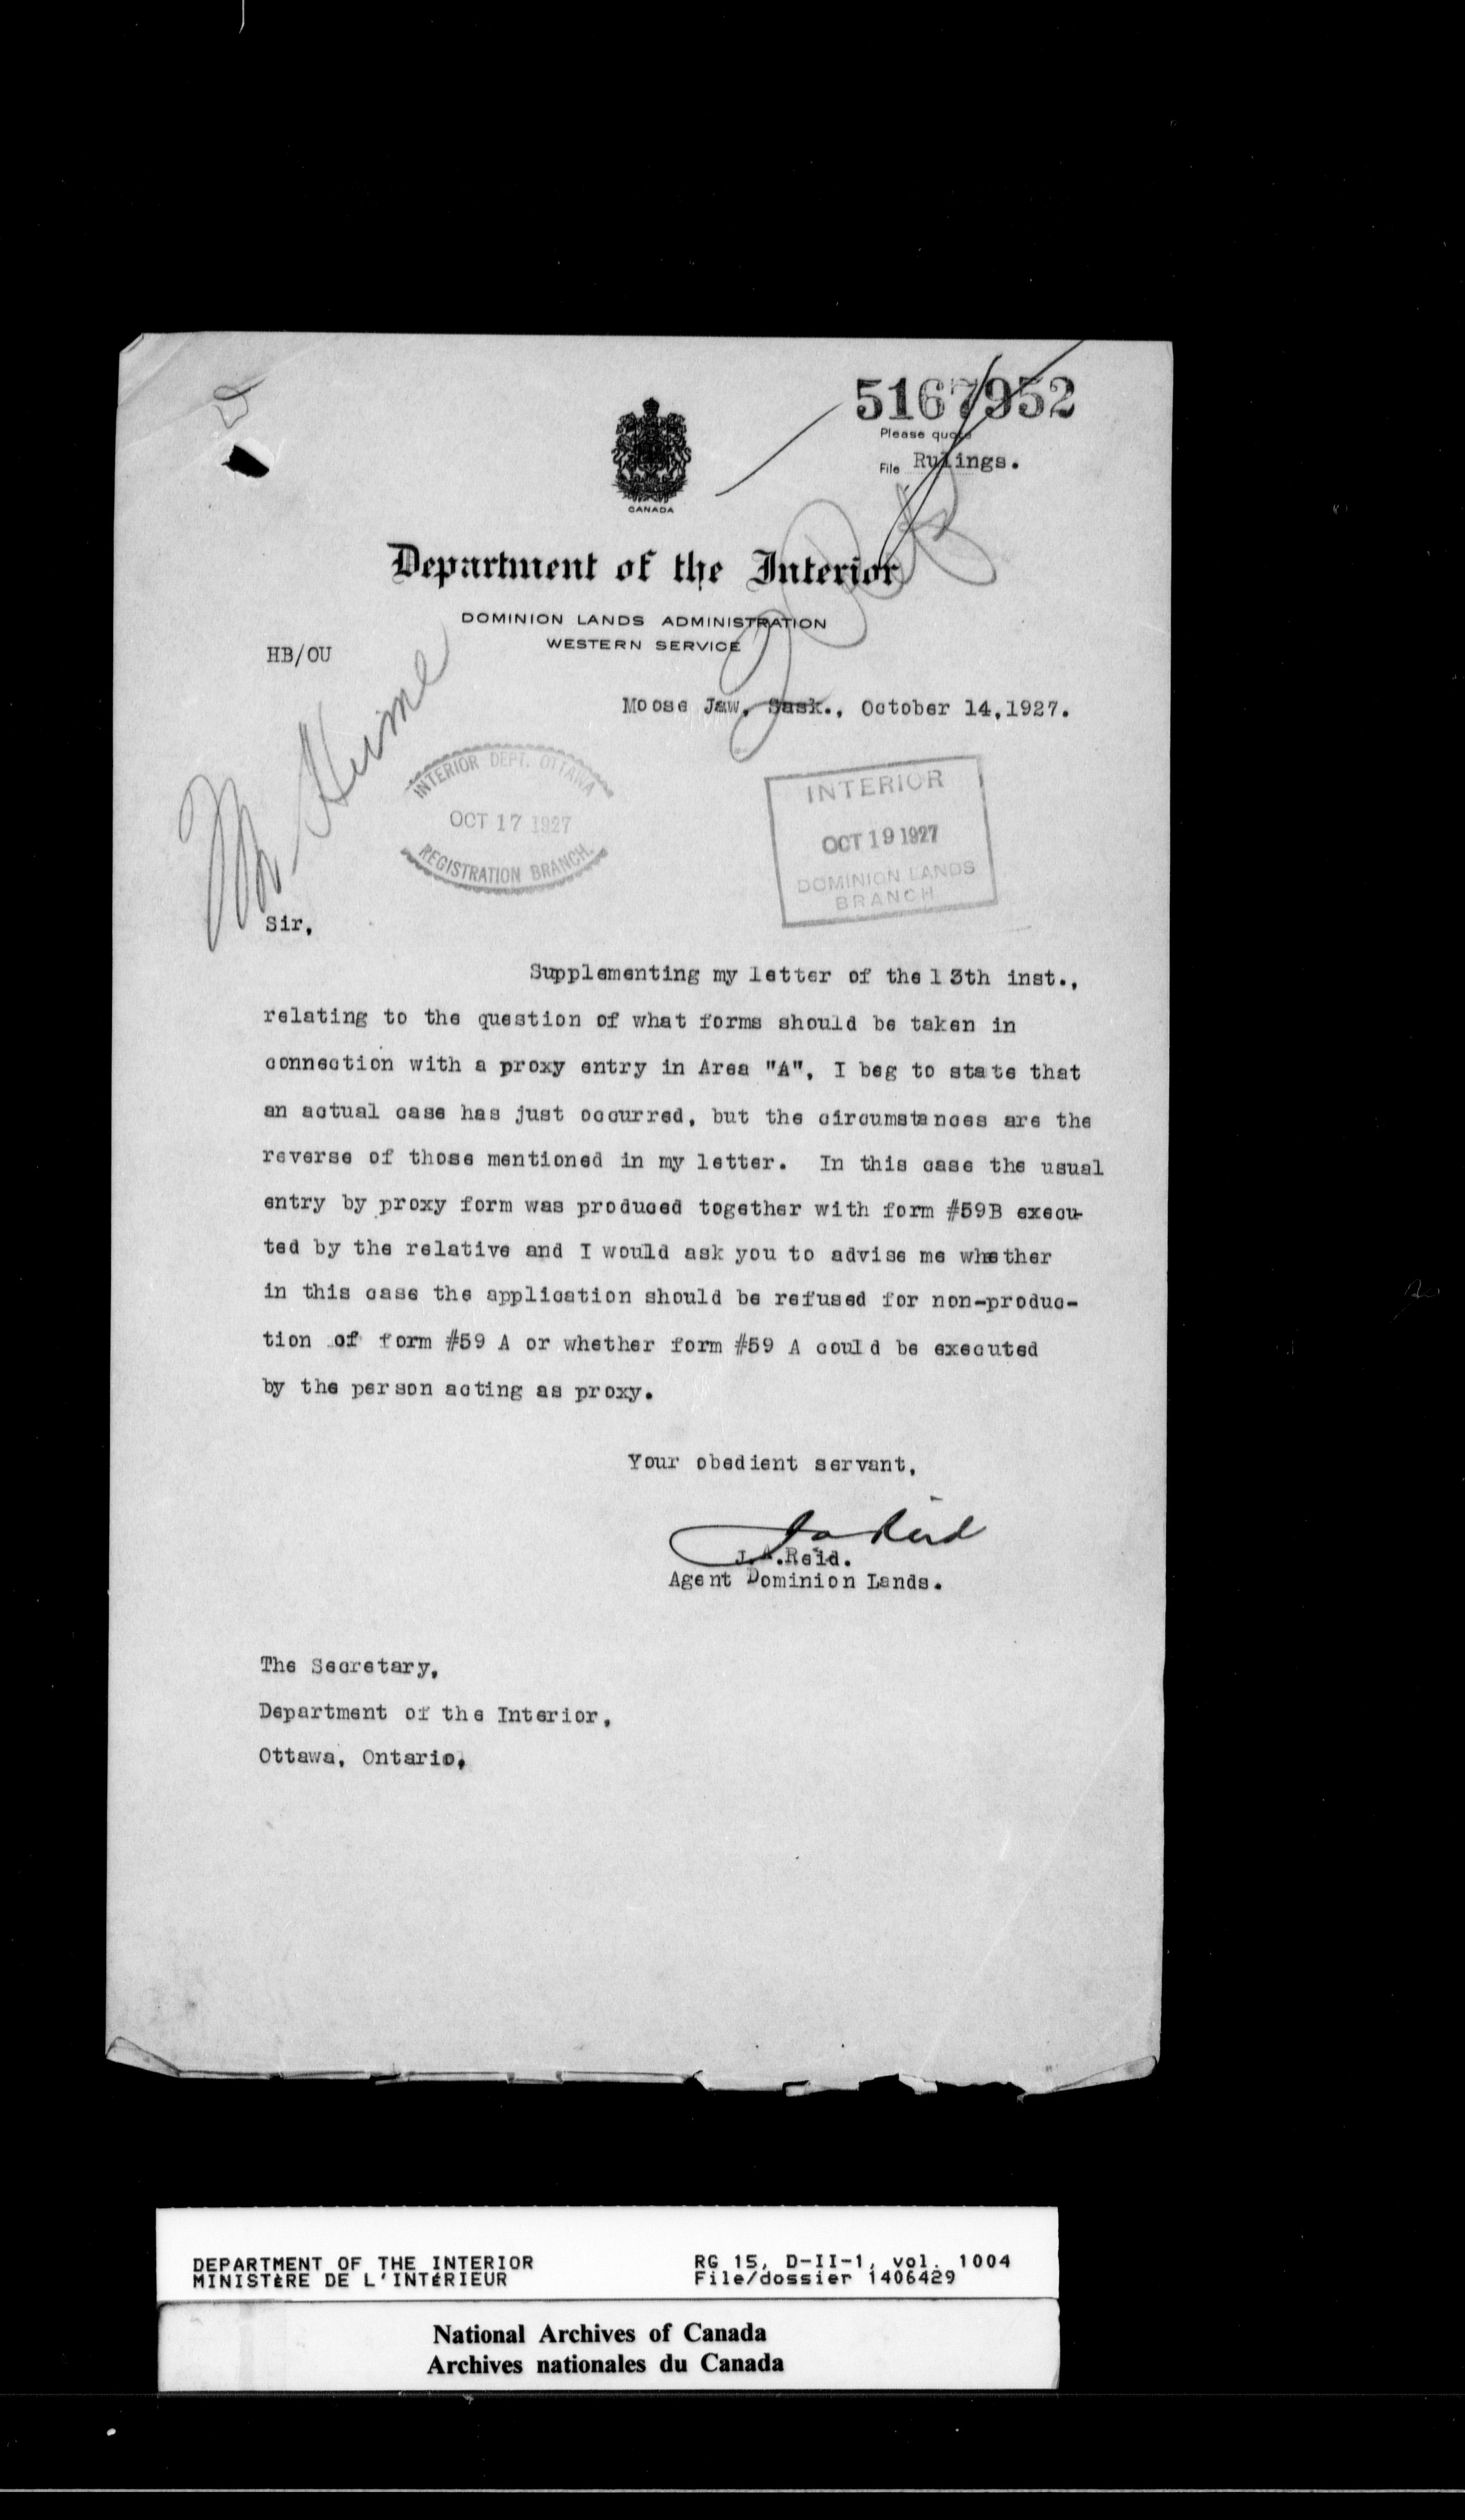 5167952
Please quote
File Rulings.
CANADA
Department of the Interior
DOMINION LANDS ADMINISTRATION
WESTERN SERVICE
HB/OU
Moose Jaw, Sask., October 14,1927.
INTERIOR DEPT. OTTAWA
OCT 17 1927
REGISTRATION BRANCH.
INTERIOR
OCT 19 1927
DOMINION LANDS
BRANCH
Sir,
Supplementing my letter of the 13th inst.,
relating to the question of what forms should be taken in
connection with a proxy entry in Area "A", I beg to state that
an actual case has just occurred, but the circumstances are the
reverse of those mentioned in my letter. In this case the usual
entry by proxy form was produced together with form #59B execu-
ted by the relative and I would ask you to advise me whether
in this case the application should be refused for non-produc-
tion of form #59 A or whether form #59 A could be executed
by the person acting as proxy.
Your obedient servant,
J A Reid
J.A.Reid.
Agent Dominion Lands.
The Secretary,
Department of the Interior,
Ottawa, Ontario.
DEPARTMENT OF THE INTERIOR
MINISTÈRE DE L'INTÉRIEUR
RG 15, D-II-1, vol. 1004
File/dossier 1406429
National Archives of Canada
Archives nationales du Canada